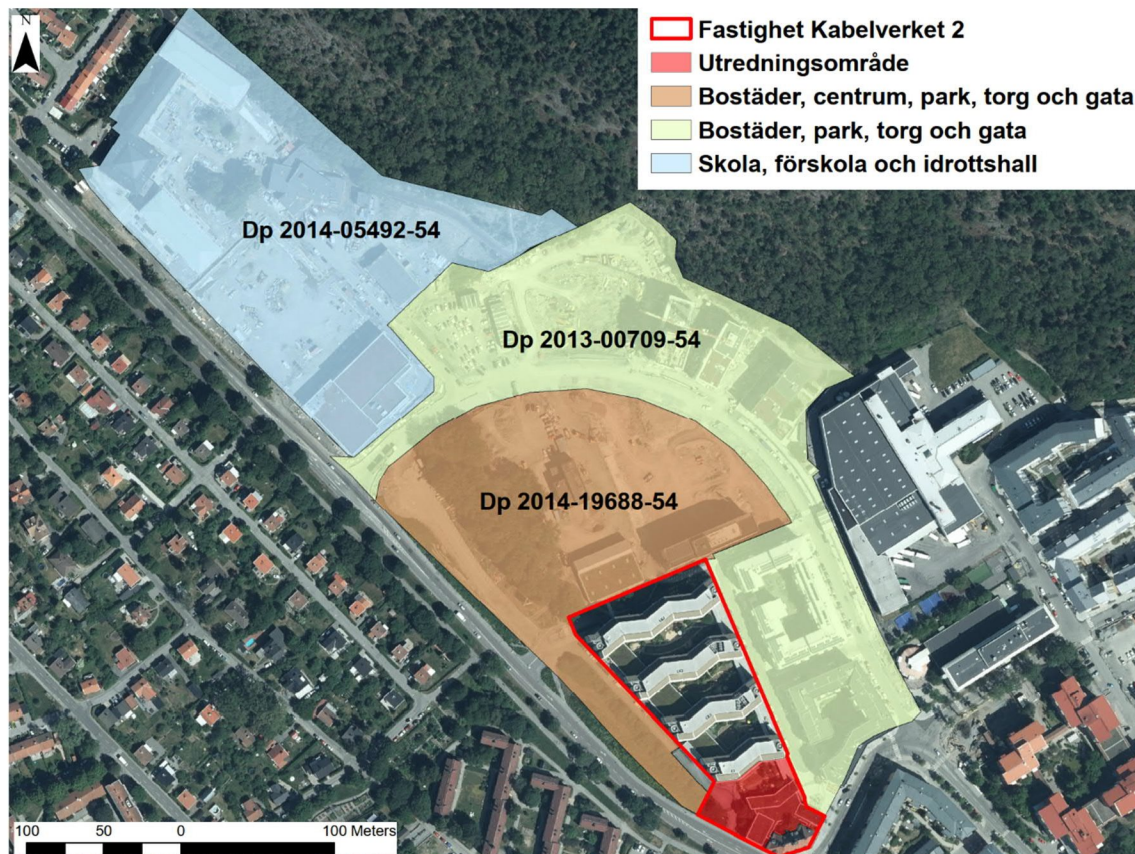 N
Fastighet Kabelverket 2
Utredningsområde
Bostäder, centrum, park, torg och gata
Bostäder, park, torg och gata
Skola, förskola och idrottshall
Dp 2014-05492-54
Dp 2013-00709-54
Dp 2014-19688-54
100 50 0 100 Meters